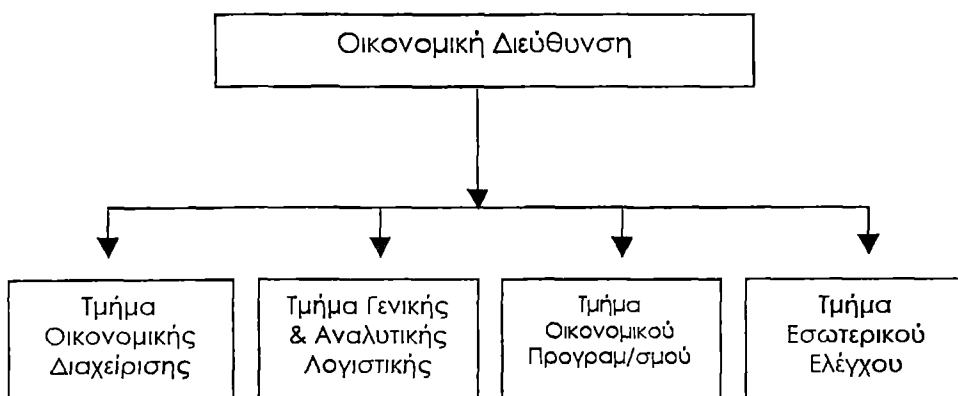 Οικονομική Διεύθυνση
Τμήμα
Οικονομικής
Διαχείρισης
Τμήμα Γενικής
& Αναλυτικής
Λογιστικής
Τμήμα
Οικονομικού
Προγραμ/σμού
Τμήμα
Εσωτερικού
Ελέγχου